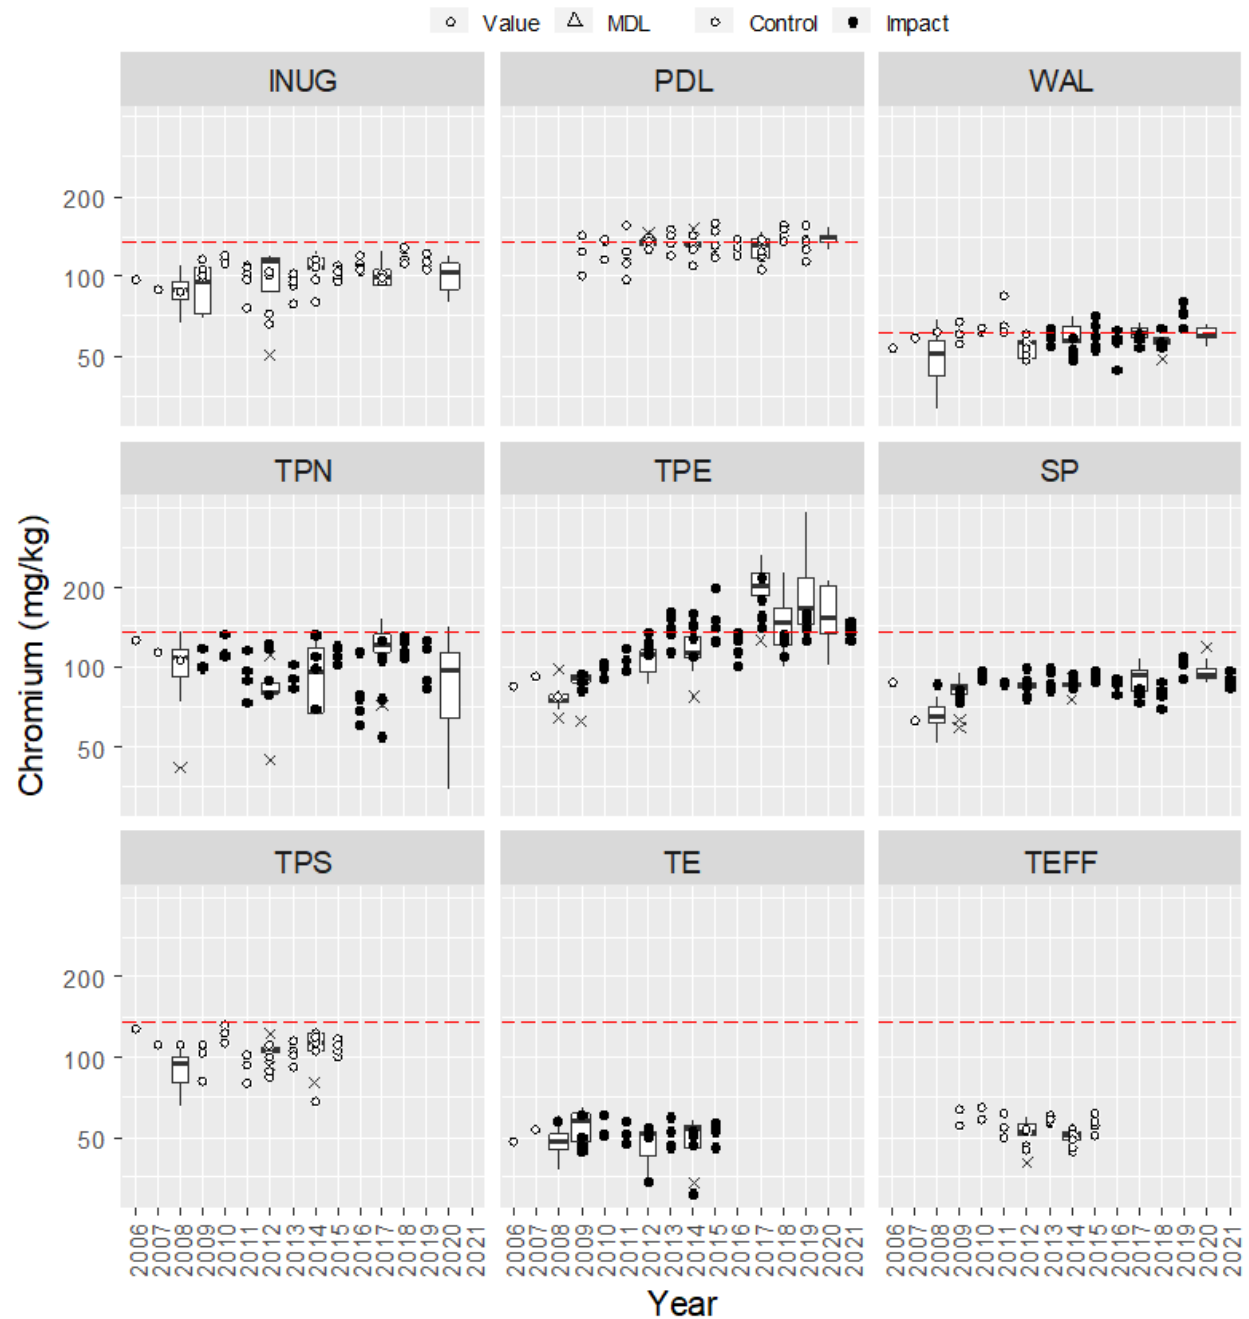 Value MDL Control Impact
INUG PDL WAL
200
100
50
TPN TPE SP
Chromium (mg/kg)
200
100
50
TPS TE TEFF
200
100
50
2006 2007 2008 2009 2010 2011 2012 2013 2014 2015 2016 2017 2018 2019 2020 2021 2006 2007 2008 2009 2010 2011 2012 2013 2014 2015 2016 2017 2018 2019 2020 2021 2006 2007 2008 2009 2010 2011 2012 2013 2014 2015 2016 2017 2018 2019 2020 2021
Year